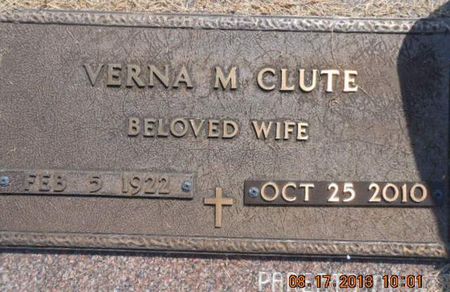 VERNA M CLUTE
BELOVED WIFE
FEB 5 1922
OCT 25 2010
08.17.2013 10:01